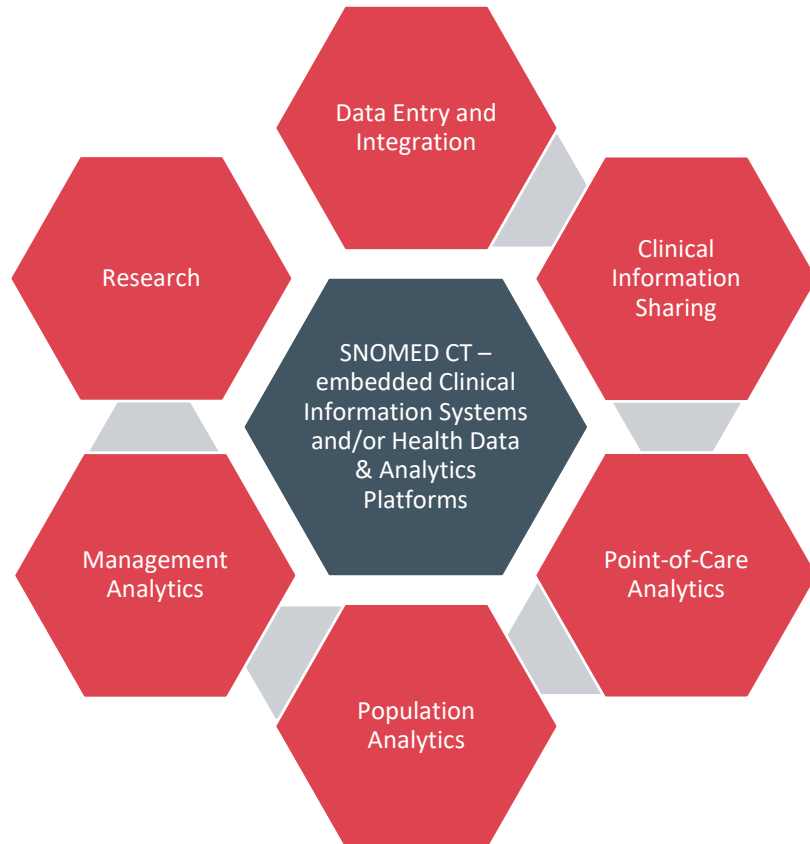 Data Entry and
Integration
Clinical
Information
Sharing
Point-of-Care
Analytics
Population
Analytics
Management
Analytics
Research
SNOMED CT –
embedded Clinical
Information Systems
and/or Health Data
& Analytics
Platforms